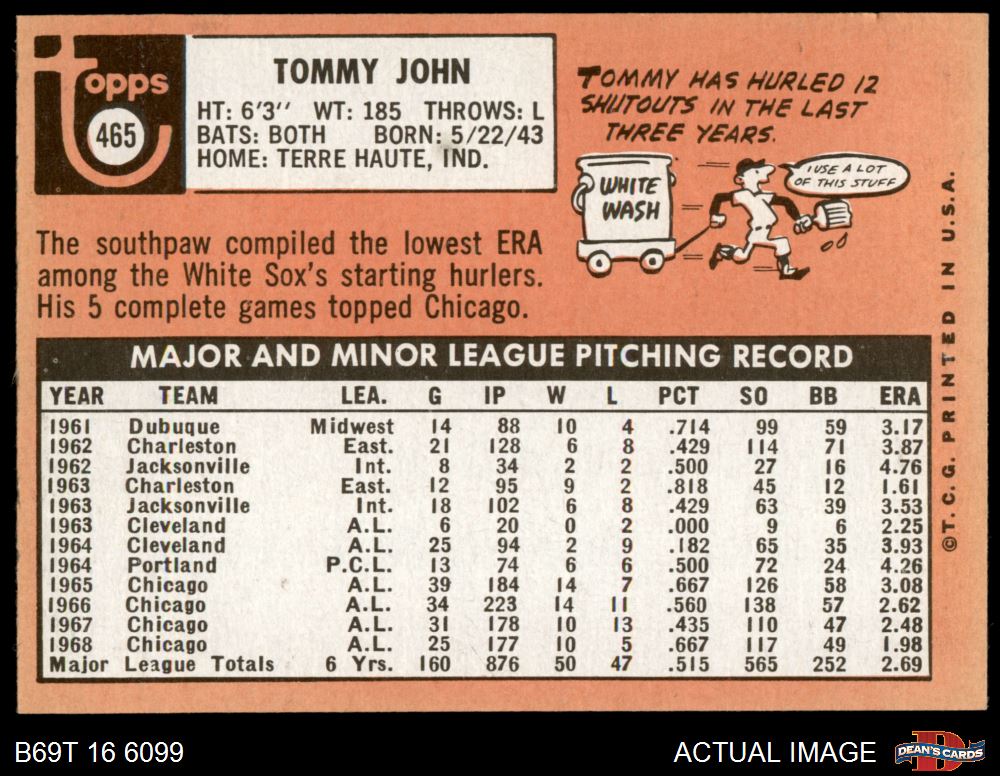 Topps
465
TOMMY JOHN
HT: 6'3" WT: 185 THROWS: L
BATS: BOTH BORN: 5/22/43
HOME: TERRE HAUTE, IND.
TOMMY HAS HURLED 12
SHUTOUTS IN THE LAST
THREE YEARS.
WHITE
WASH
I USE A LOT
OF THIS STUFF
The southpaw compiled the lowest ERA
among the White Sox's starting hurlers.
His 5 complete games topped Chicago.
MAJOR AND MINOR LEAGUE PITCHING RECORD
YEAR TEAM LEA. G IP W L PCT SO BB ERA
1961 Dubuque Midwest 14 88 10 4 .714 99 59 3.17
1962 Charleston East. 21 128 6 8 .429 114 71 3.87
1962 Jacksonville Int. 8 34 2 2 .500 27 16 4.76
1963 Charleston East. 12 95 9 2 .818 45 12 1.61
1963 Jacksonville Int. 18 102 6 8 .429 63 39 3.53
1963 Cleveland A.L. 6 20 0 2 .000 9 6 2.25
1964 Cleveland A.L. 25 94 2 9 .182 65 35 3.93
1964 Portland P.C.L. 13 74 6 6 .500 72 24 4.26
1965 Chicago A.L. 39 184 14 7 .667 126 58 3.08
1966 Chicago A.L. 34 223 14 11 .560 138 57 2.62
1967 Chicago A.L. 31 178 10 13 .435 110 47 2.48
1968 Chicago A.L. 25 177 10 5 .667 117 49 1.98
Major League Totals 6 Yrs. 160 876 50 47 .515 565 252 2.69
©T.C.G. PRINTED IN U.S.A.
B69T 16 6099
ACTUAL IMAGE
D
DEAN'S CARDS